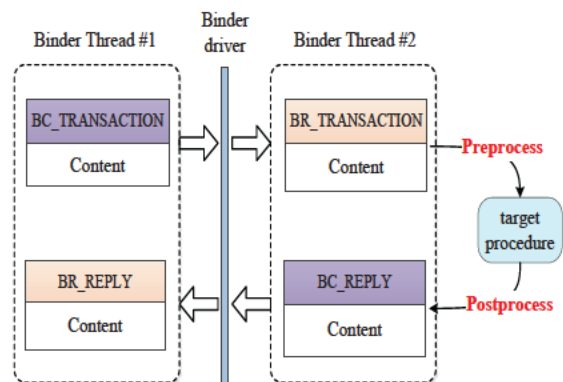 Binder Thread #1
Binder
driver
Binder Thread #2
BC_TRANSACTION
Content
BR_TRANSACTION
Content
Preprocess
target
procedure
BR_REPLY
Content
BC_REPLY
Content
Postprocess